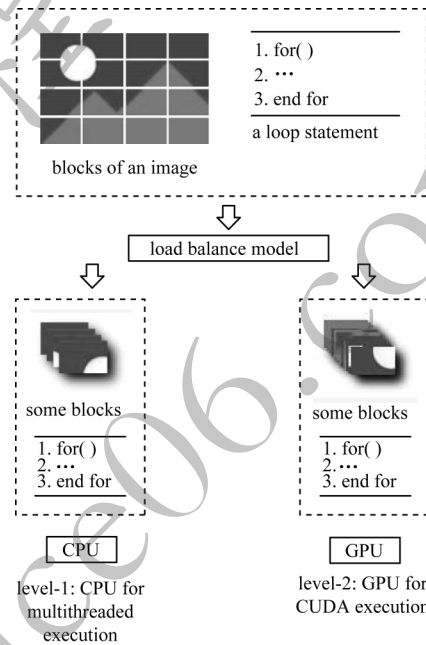 1. for( )
2. ···
3. end for
a loop statement
blocks of an image
load balance model
some blocks
1. for( )
2. ···
3. end for
CPU
level-1: CPU for
multithreaded
execution
some blocks
1. for( )
2. ···
3. end for
GPU
level-2: GPU for
CUDA execution